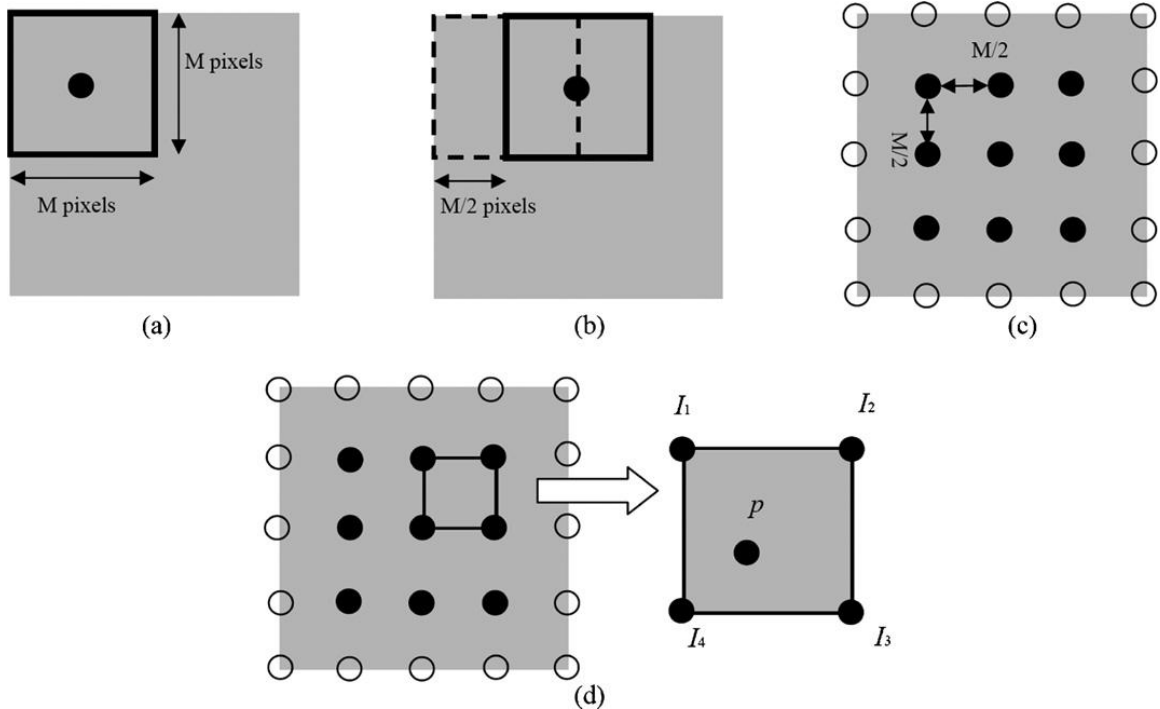 M pixels
M pixels
(a)
M/2 pixels
(b)
M/2
M/2
(c)
I1
I2
p
I4
I3
(d)